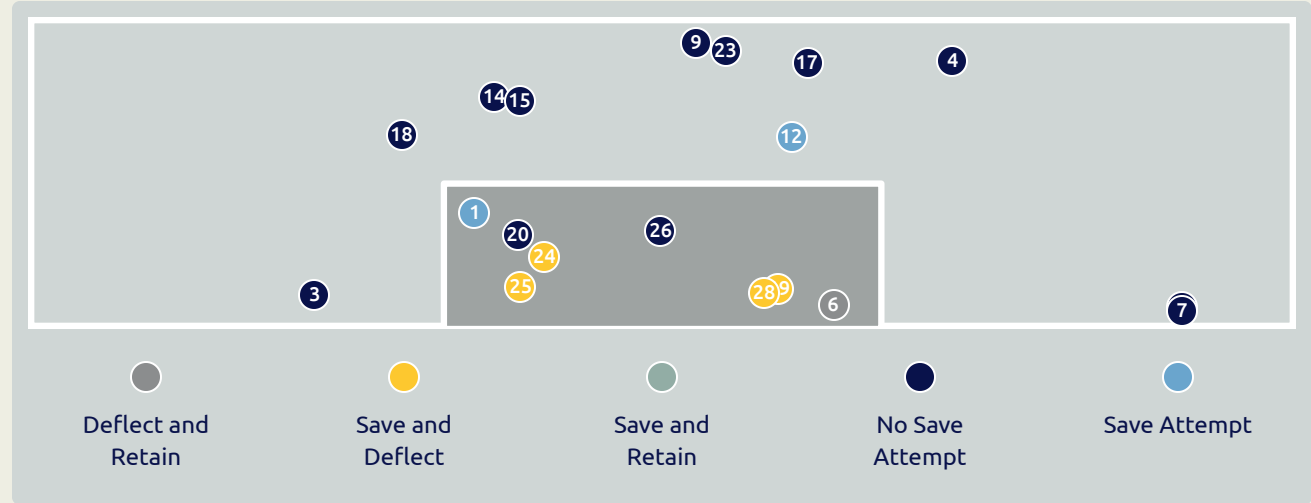 9
23
17
4
14
15
18
12
1
20
26
24
25
28
9
6
3
7
Deflect and
Retain
Save and
Deflect
Save and
Retain
No Save
Attempt
Save Attempt